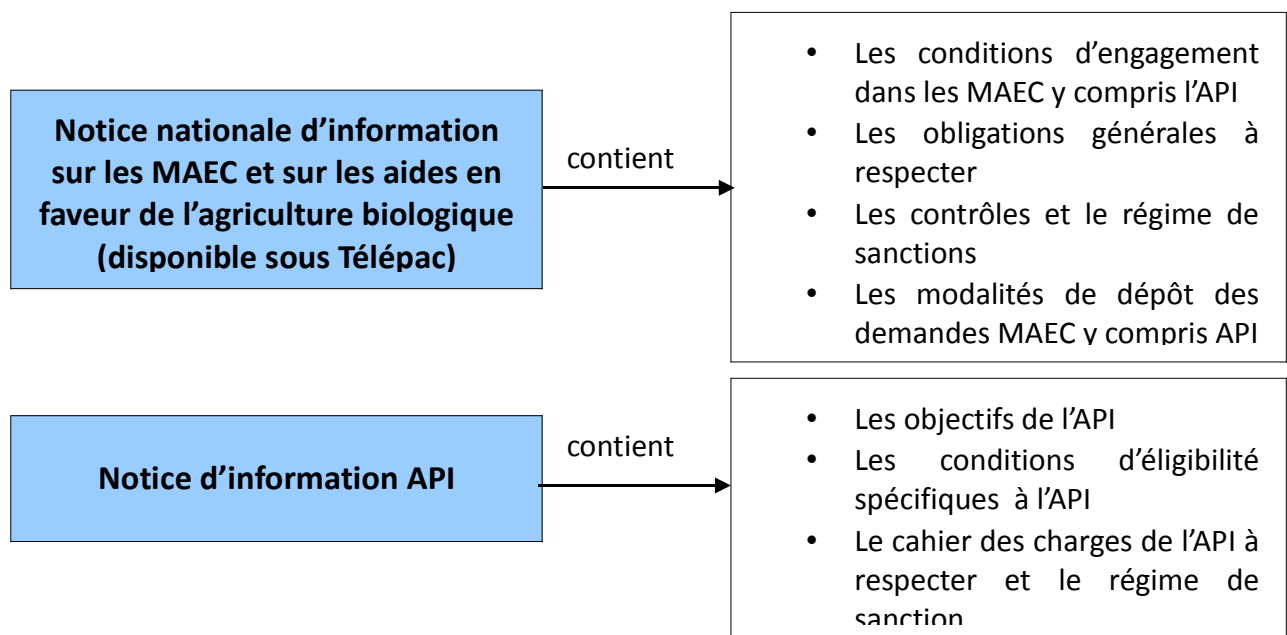 Notice nationale d'information
sur les MAEC et sur les aides en
faveur de l'agriculture biologique
(disponible sous Télépac)
contient
• Les conditions d'engagement
dans les MAEC y compris l'API
• Les obligations générales à
respecter
• Les contrôles et le régime de
sanctions
• Les modalités de dépôt des
demandes MAEC y compris API
Notice d'information API
contient
• Les objectifs de l'API
• Les conditions d'éligibilité
spécifiques à l'API
• Le cahier des charges de l'API à
respecter et le régime de
sanction